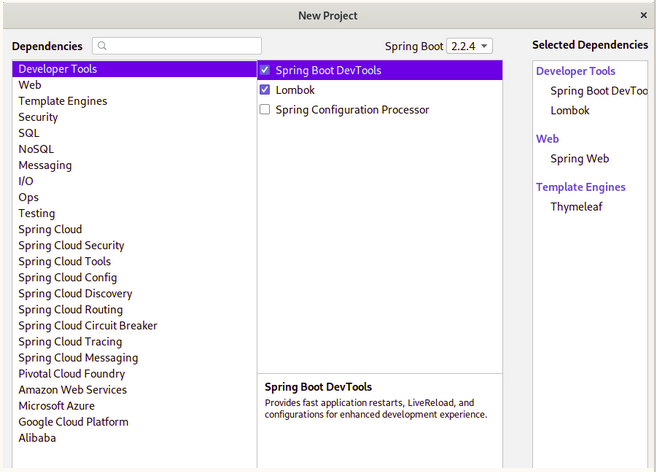 New Project
×
Dependencies
Spring Boot 2.2.4
Selected Dependencies
Developer Tools
Web
Template Engines
Security
SQL
NoSQL
Messaging
I/O
Ops
Testing
Spring Cloud
Spring Cloud Security
Spring Cloud Tools
Spring Cloud Config
Spring Cloud Discovery
Spring Cloud Routing
Spring Cloud Circuit Breaker
Spring Cloud Tracing
Spring Cloud Messaging
Pivotal Cloud Foundry
Amazon Web Services
Microsoft Azure
Google Cloud Platform
Alibaba
Spring Boot DevTools
Lombok
Spring Configuration Processor
Spring Boot DevTools
Provides fast application restarts, LiveReload, and
configurations for enhanced development experience.
Developer Tools
Spring Boot DevToo
Lombok
Web
Spring Web
Template Engines
Thymeleaf